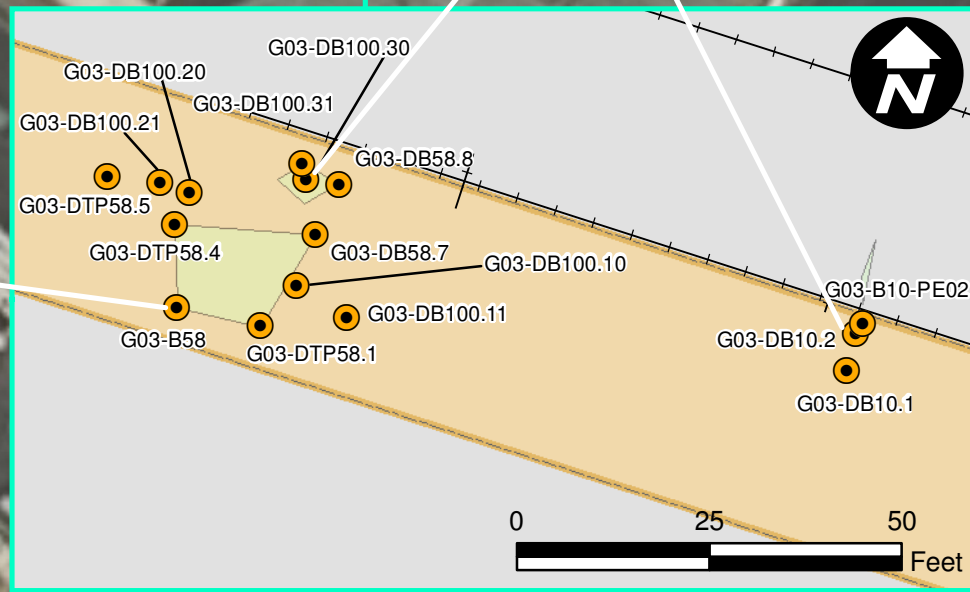 G03-DB100.30
G03-DB100.20
G03-DB100.31
G03-DB100.21
G03-DB58.8
G03-DTP58.5
G03-DTP58.4
G03-DB58.7
G03-DB100.10
G03-B10-PE02
G03-DB100.11
G03-B58
G03-DB10.2
G03-DTP58.1
G03-DB10.1
N
0 25 50
Feet